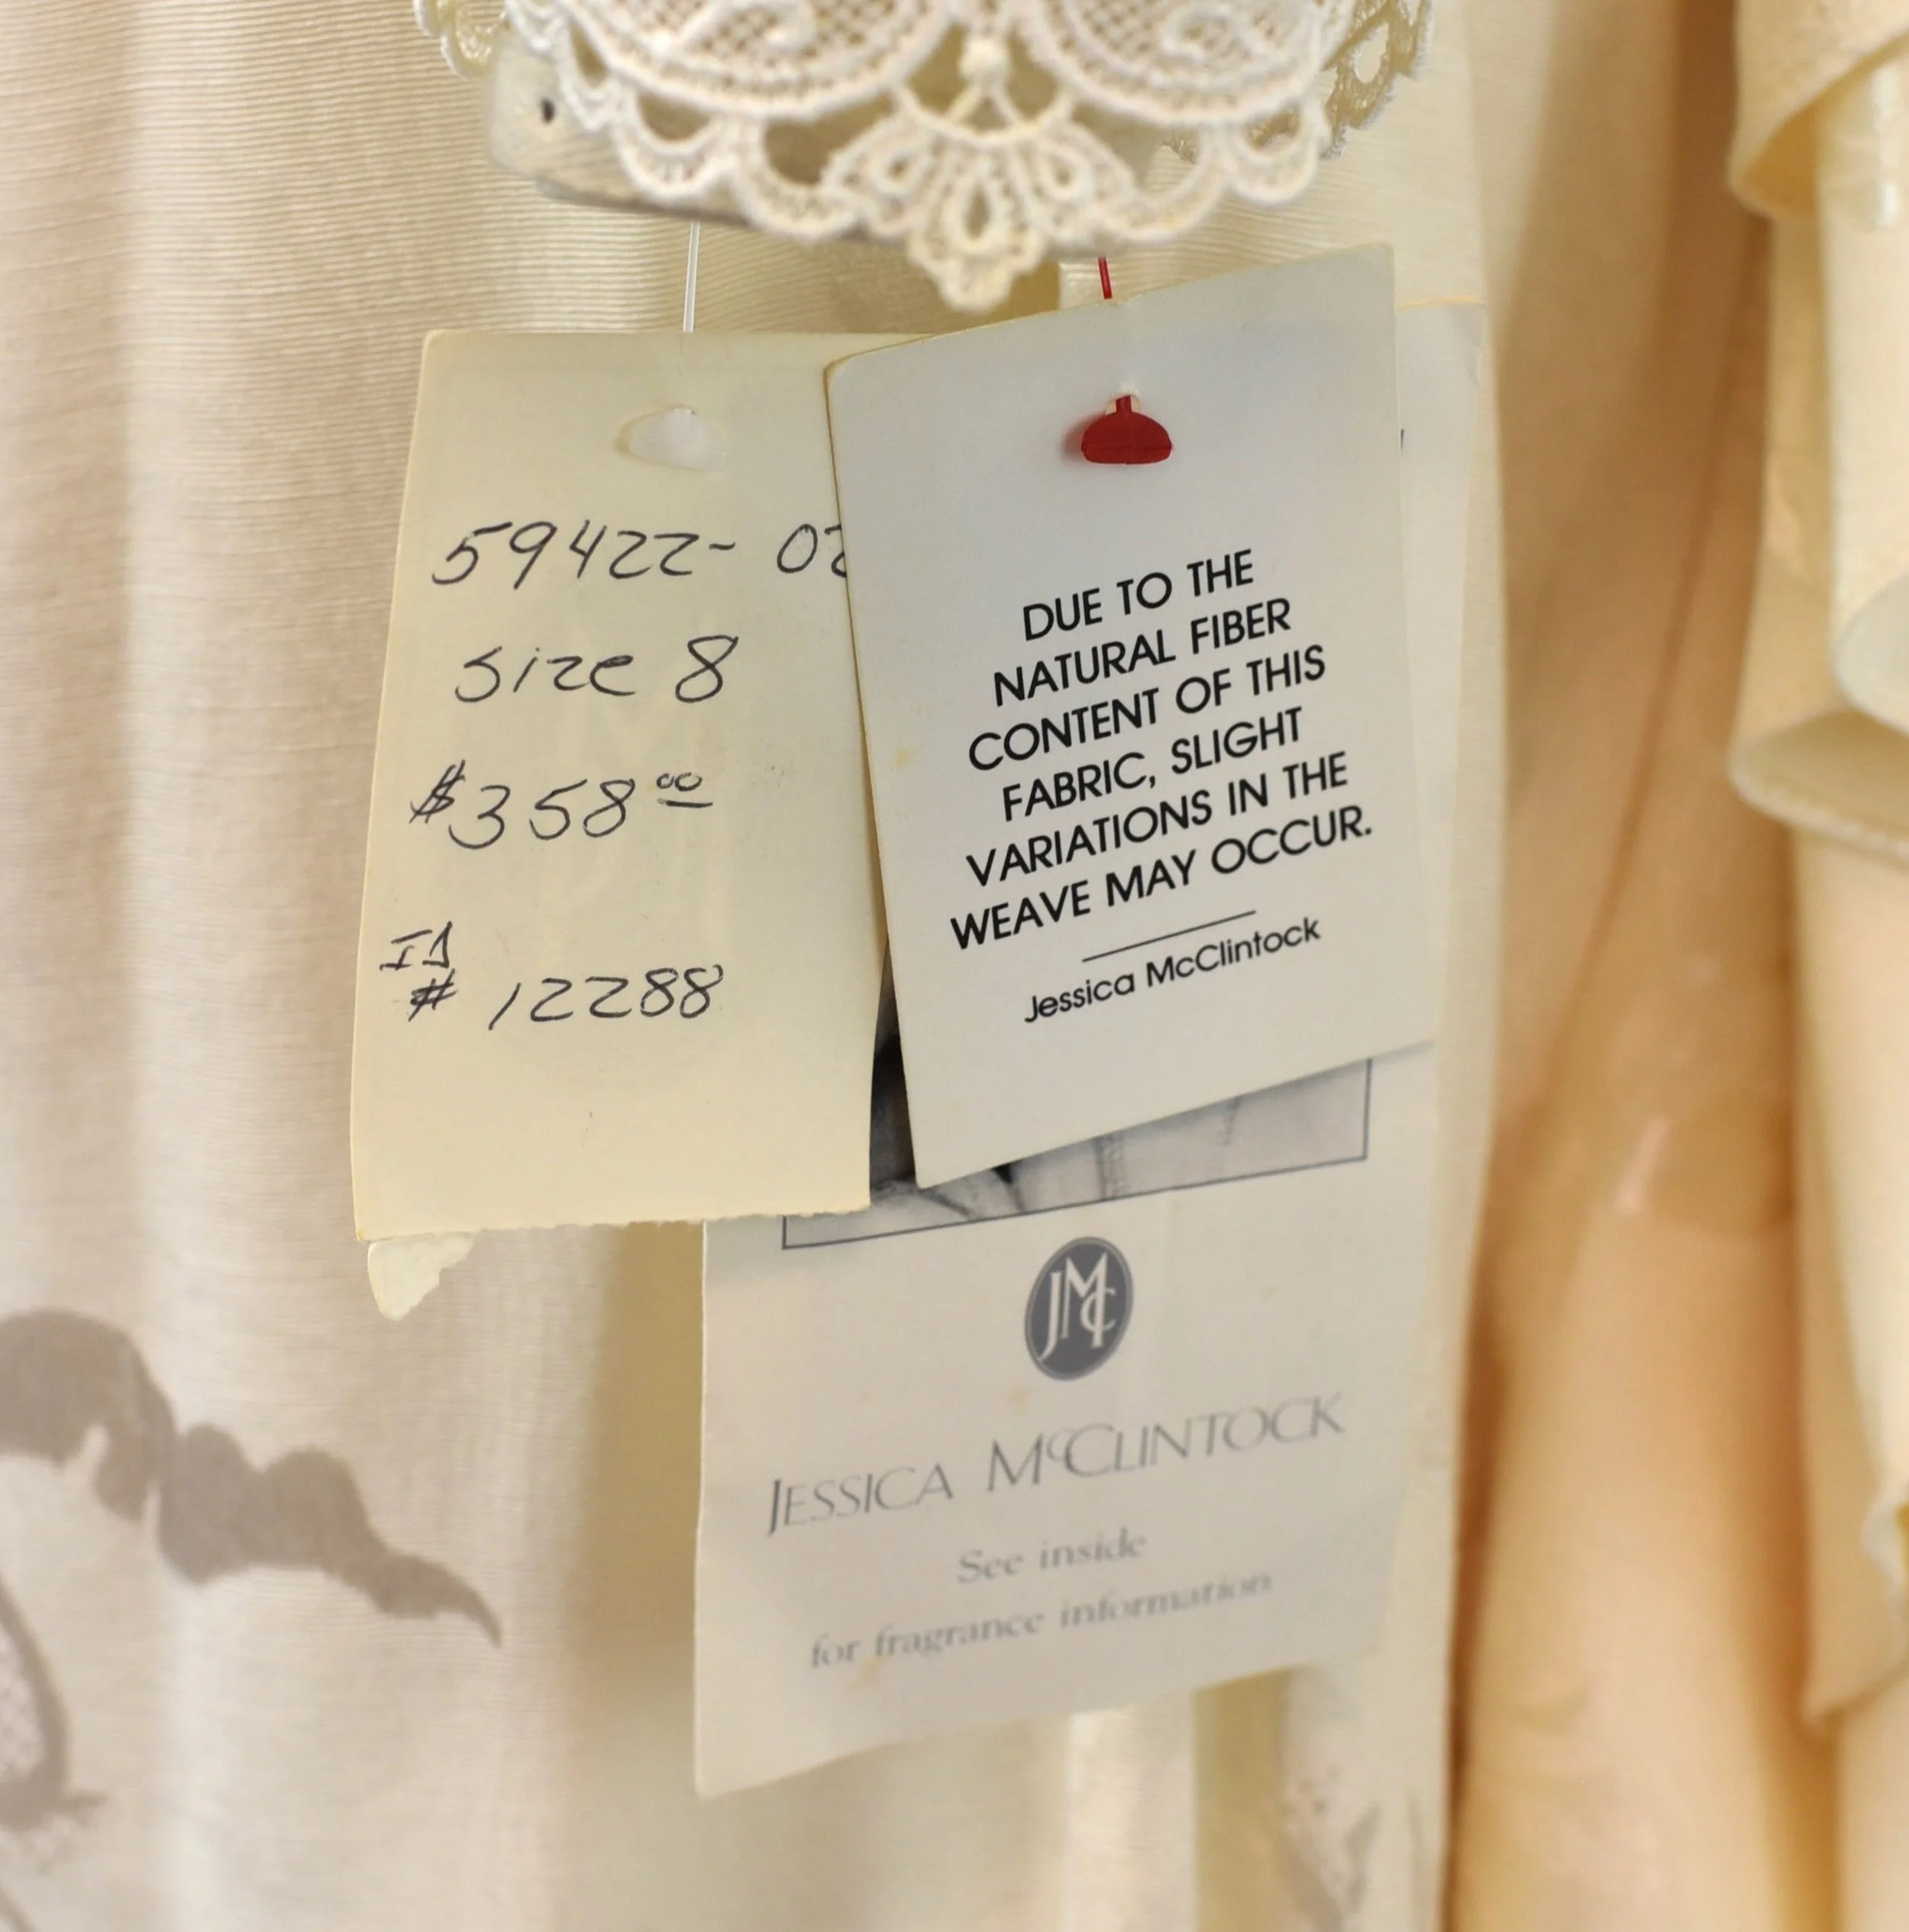 59422- 02
size 8
$358.00
Id
# 12288
DUE TO THE
NATURAL FIBER
CONTENT OF THIS
FABRIC, SLIGHT
VARIATIONS IN THE
WEAVE MAY OCCUR.
Jessica McClintock
JMC
JESSICA McCLINTOCK
See inside
for fragrance information